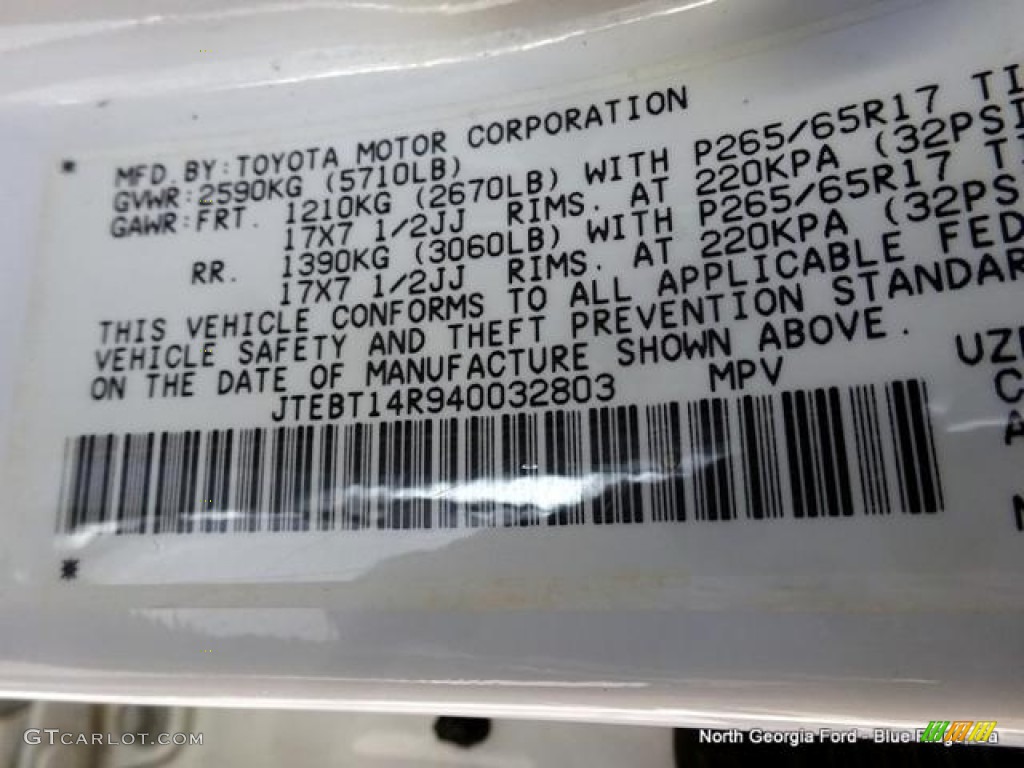 * MFD. BY: TOYOTA MOTOR CORPORATION
GVWR: 2590KG (5710LB)
GAWR: FRT. 1210KG (2670LB) WITH P265/65R17 TI
17X7 1/2JJ RIMS. AT 220KPA (32PSI
RR. 1390KG (3060LB) WITH P265/65R17 T
17X7 1/2JJ RIMS. AT 220KPA (32PS
THIS VEHICLE CONFORMS TO ALL APPLICABLE FED
VEHICLE SAFETY AND THEFT PREVENTION STANDAR
ON THE DATE OF MANUFACTURE SHOWN ABOVE.
JTEBT14R940032803 MPV
UZ
C
A
*
GTCARLOT.COM
North Georgia Ford - Blue